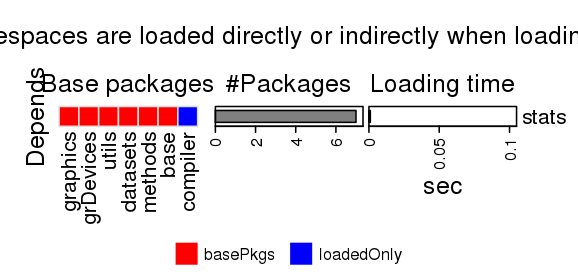 espaces are loaded directly or indirectly when loadin
Base packages #Packages Loading time
Depends
stats
graphics
grDevices
utils
datasets
methods
base
compiler
0 2 4 6
0 0.05 0.1
sec
basePkgs loadedOnly